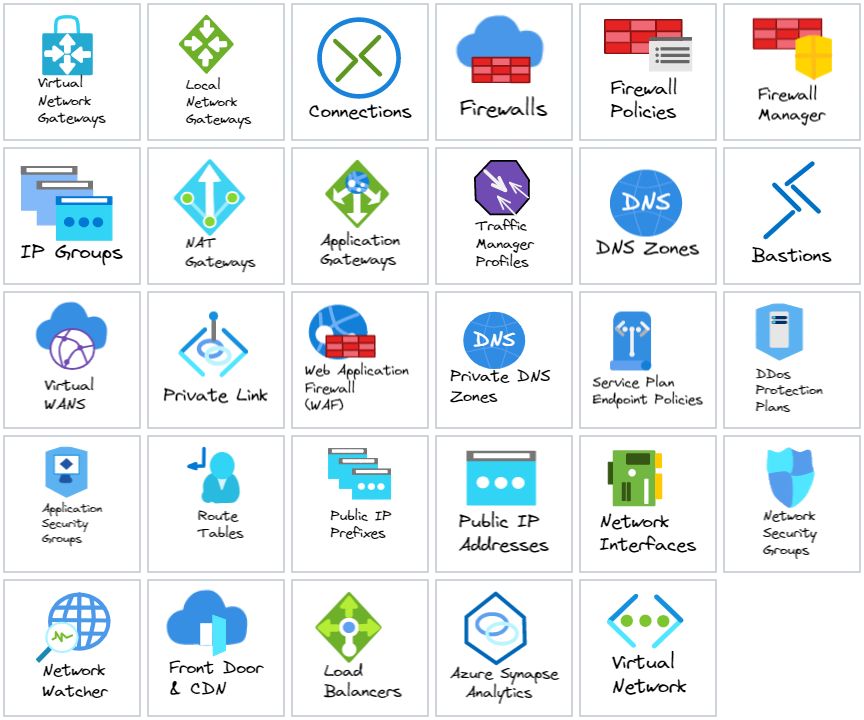 Virtual
Network
Gateways
Local
Network
Gateways
Connections
Firewalls
Firewall
Policies
Firewall
Manager
IP Groups
NAT
Gateways
Application
Gateways
Traffic
Manager
Profiles
DNS
DNS Zones
Bastions
Virtual
WANS
Private Link
Web Application
Firewall
(WAF)
DNS
Private DNS
Zones
Service Plan
Endpoint Policies
DDos
Protection
Plans
Application
Security
Groups
Route
Tables
Public IP
Prefixes
Public IP
Addresses
Network
Interfaces
Network
Security
Groups
Network
Watcher
Front Door
& CDN
Load
Balancers
Azure Synapse
Analytics
Virtual
Network